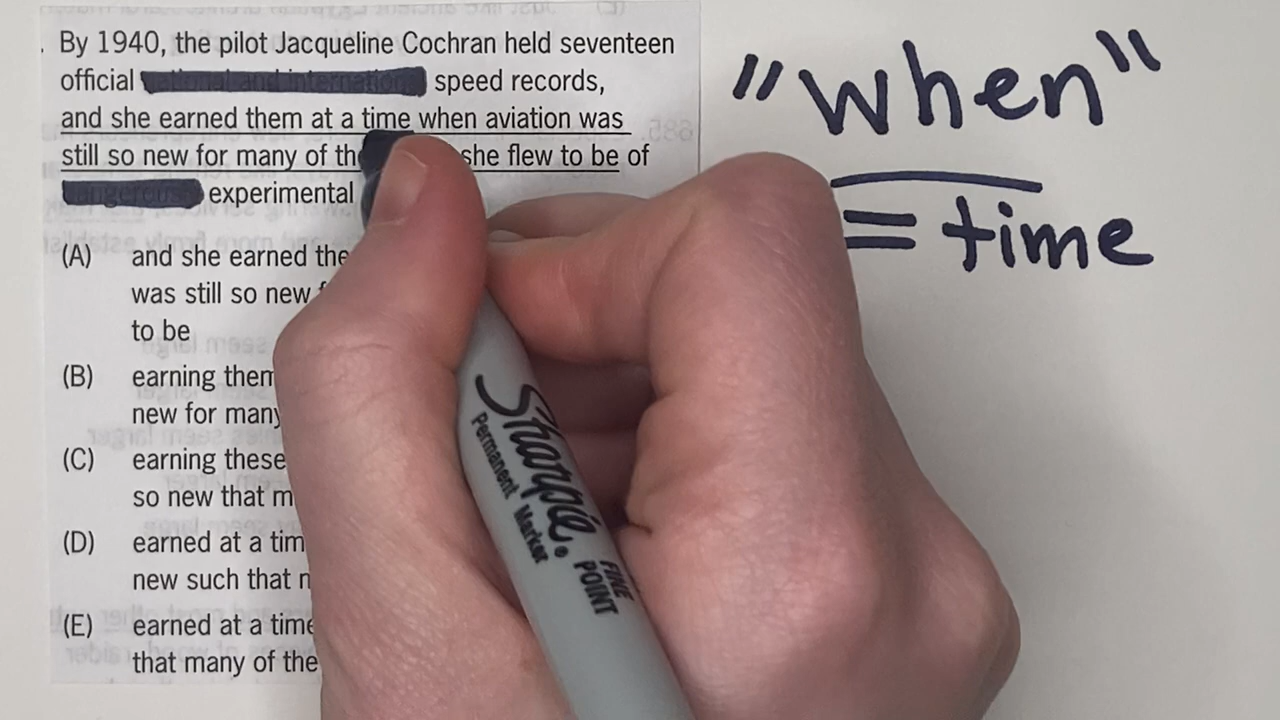 By 1940, the pilot Jacqueline Cochran held seventeen
official speed records,
and she earned them at a time when aviation was
still so new for many of th she flew to be of
dangerous experimental
(A) and she earned the
was still so new
to be
(B) earning them
new for many
(C) earning these
so new that m
(D) earned at a tim
new such that n
(E) earned at a time
that many of the
"when"
= time
Sharpie.
Permanent Marker
FINE
POINT